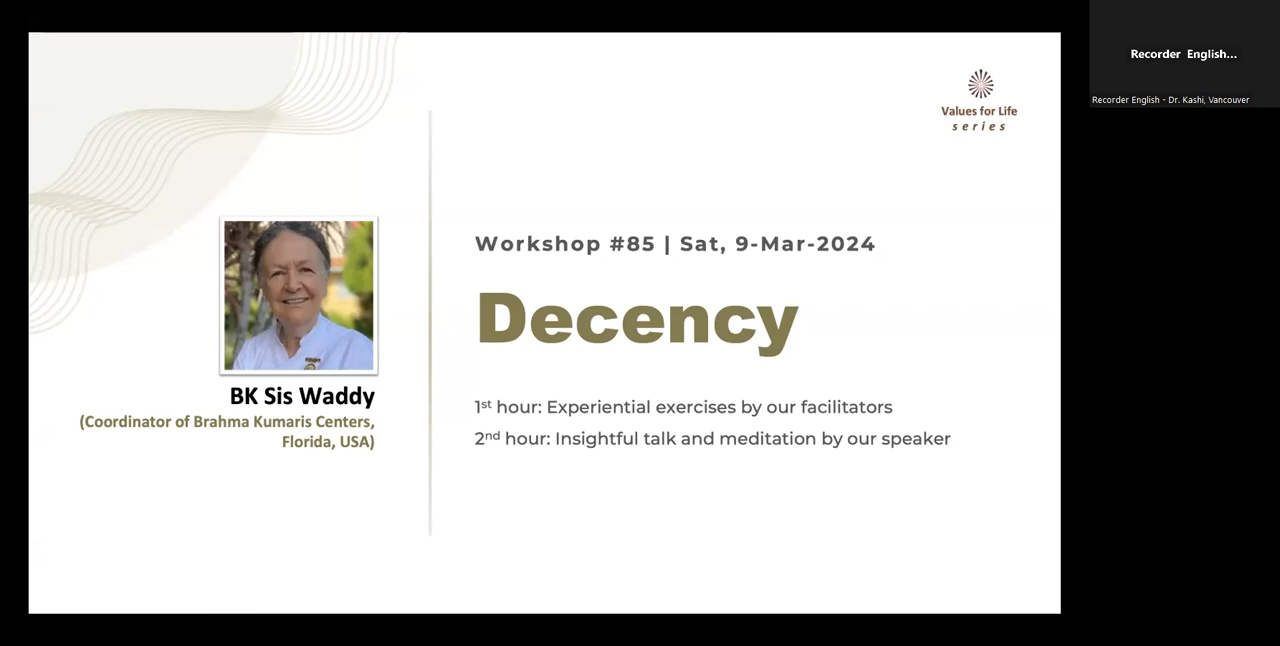 Values for Life
series
Workshop #85 | Sat, 9-Mar-2024
Decency
1st hour: Experiential exercises by our facilitators
2nd hour: Insightful talk and meditation by our speaker
BK Sis Waddy
(Coordinator of Brahma Kumaris Centers,
Florida, USA)
Recorder English...
Recorder English - Dr. Kashi, Vancouver